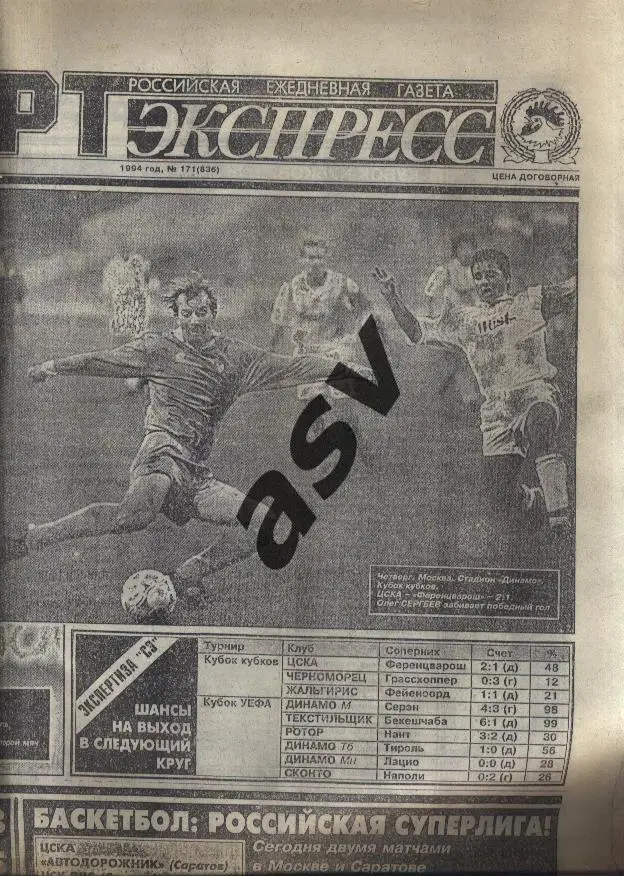 РТ
РОССИЙСКАЯ ЕЖЕДНЕВНАЯ ГАЗЕТА
ЭКСПРЕСС
1994 год, № 171(836)
ЦЕНА ДОГОВОРНАЯ
asv
Четверг. Москва. Стадион «Динамо».
Кубок кубков.
ЦСКА – «Ференцварош» – 2:1.
Олег СЕРГЕЕВ забивает победный гол
ЭКСПЕРТИЗА "СЭ"
ШАНСЫ
НА ВЫХОД
В СЛЕДУЮЩИЙ
КРУГ
Турнир Клуб Соперник Счет %
Кубок кубков ЦСКА Ференцварош 2:1 (д) 48
ЧЕРНОМОРЕЦ Грассхоппер 0:3 (г) 12
ЖАЛЬГИРИС Фейеноорд 1:1 (д) 21
Кубок УЕФА ДИНАМО М Серэн 4:3 (г) 98
ТЕКСТИЛЬЩИК Бекешчаба 6:1 (д) 99
РОТОР Нант 3:2 (д) 30
ДИНАМО Тб Тироль 1:0 (д) 56
ДИНАМО Мн Лацио 0:0 (д) 28
СКОНТО Наполи 0:2 (г) 26
БАСКЕТБОЛ: РОССИЙСКАЯ СУПЕРЛИГА!
ЦСКА
«АВТОДОРОЖНИК» (Саратов)
Сегодня двумя матчами
в Москве и Саратове